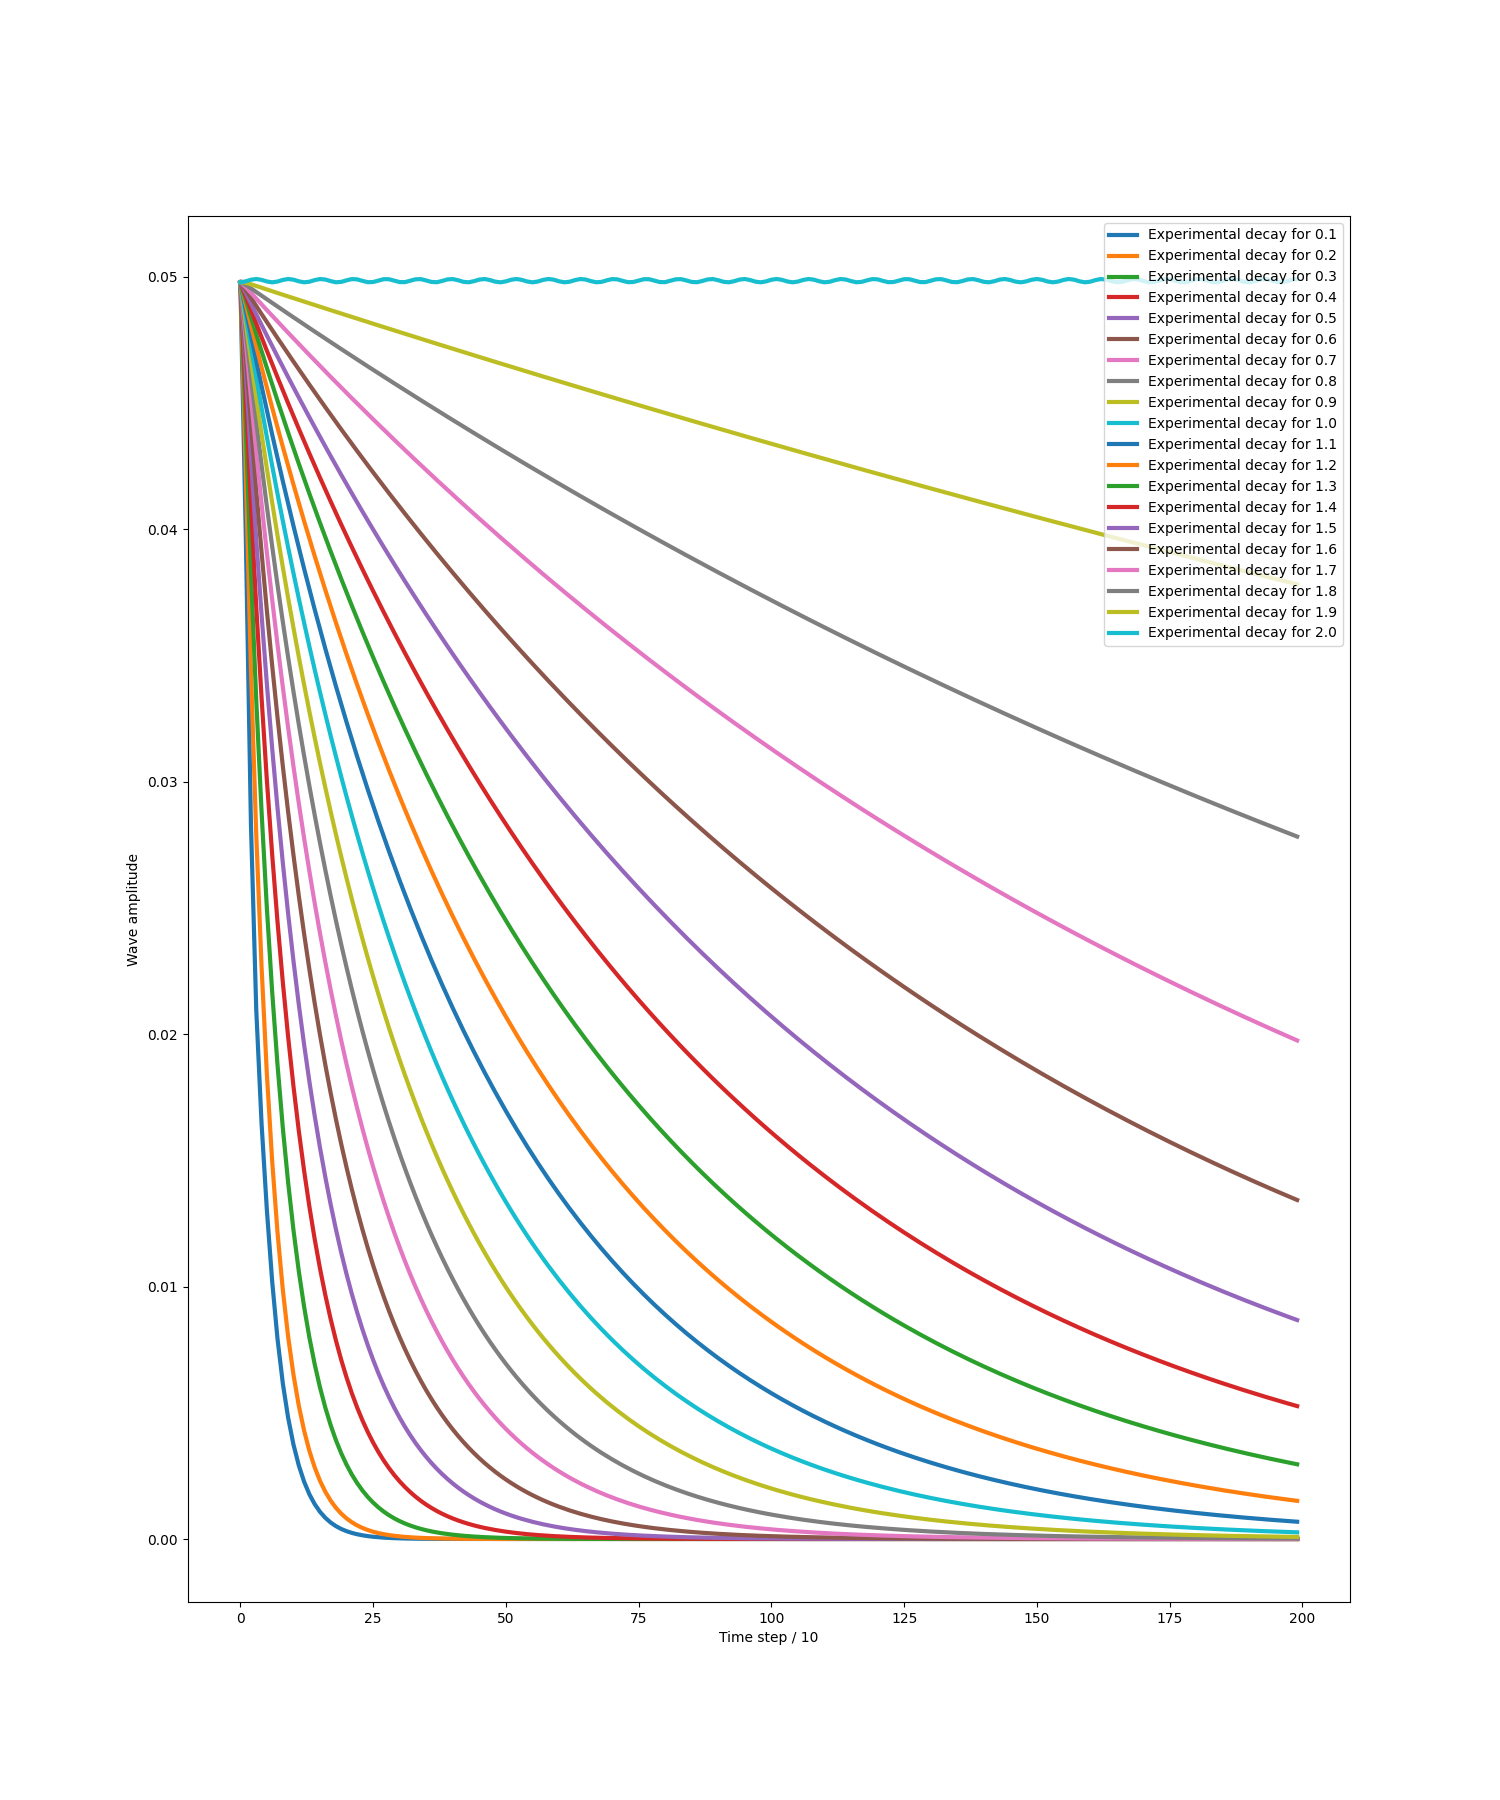 Experimental decay for 0.1
Experimental decay for 0.2
Experimental decay for 0.3
Experimental decay for 0.4
Experimental decay for 0.5
Experimental decay for 0.6
Experimental decay for 0.7
Experimental decay for 0.8
Experimental decay for 0.9
Experimental decay for 1.0
Experimental decay for 1.1
Experimental decay for 1.2
Experimental decay for 1.3
Experimental decay for 1.4
Experimental decay for 1.5
Experimental decay for 1.6
Experimental decay for 1.7
Experimental decay for 1.8
Experimental decay for 1.9
Experimental decay for 2.0
0.05
0.04
0.03
0.02
0.01
0.00
Wave amplitude
0 25 50 75 100 125 150 175 200
Time step / 10